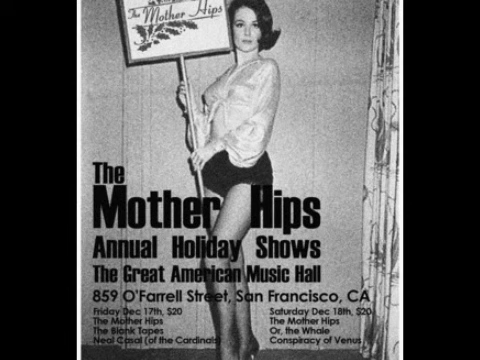 The Mother Hips
The
Mother Hips
Annual Holiday Shows
The Great American Music Hall
859 O'Farrell Street, San Francisco, CA
Friday Dec 17th, $20
The Mother Hips
The Blank Tapes
Neal Casal (of the Cardinals)
Saturday Dec 18th, $20
The Mother Hips
Or, the Whale
Conspiracy of Venus